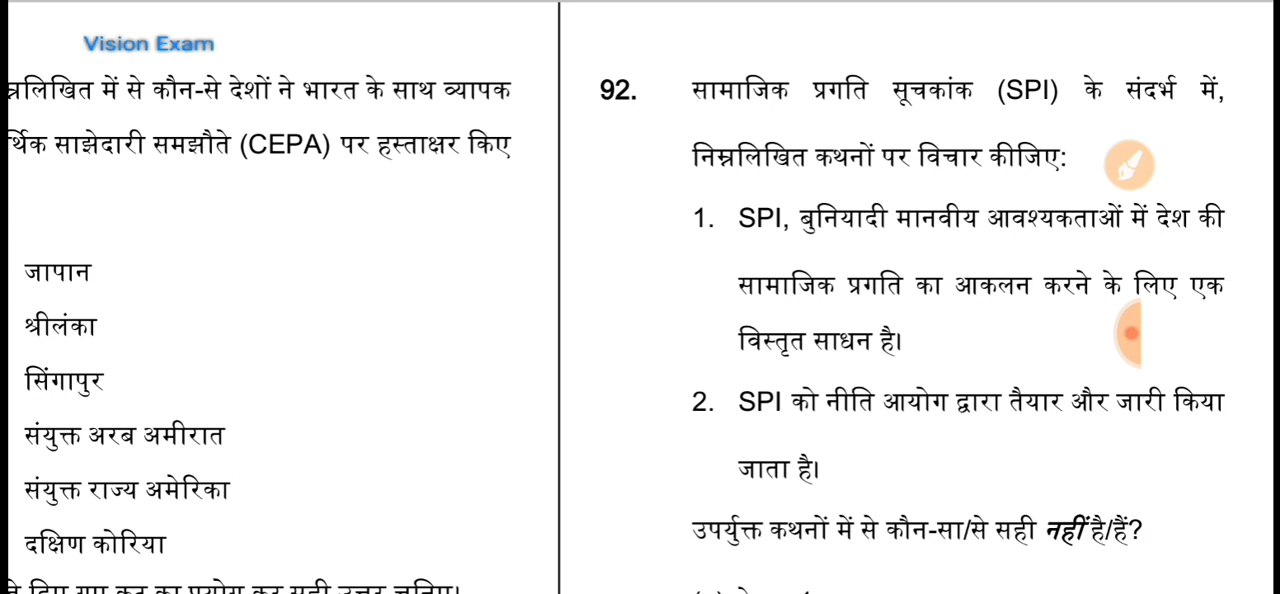 Vision Exam
म्नलिखित में से कौन-से देशों ने भारत के साथ व्यापक
र्थिक साझेदारी समझौते (CEPA) पर हस्ताक्षर किए
जापान
श्रीलंका
सिंगापुर
संयुक्त अरब अमीरात
संयुक्त राज्य अमेरिका
दक्षिण कोरिया
92. सामाजिक प्रगति सूचकांक (SPI) के संदर्भ में,
निम्नलिखित कथनों पर विचार कीजिए:
1. SPI, बुनियादी मानवीय आवश्यकताओं में देश की
सामाजिक प्रगति का आकलन करने के लिए एक
विस्तृत साधन है।
2. SPI को नीति आयोग द्वारा तैयार और जारी किया
जाता है।
उपर्युक्त कथनों में से कौन-सा/से सही नहीं है/हैं?